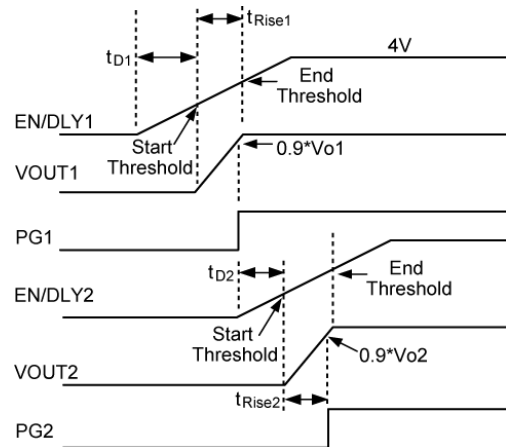 tRise1
4V
tD1
End
Threshold
EN/DLY1
Start
Threshold
0.9*Vo1
VOUT1
PG1
tD2
End
Threshold
EN/DLY2
Start
Threshold
0.9*Vo2
VOUT2
tRise2
PG2